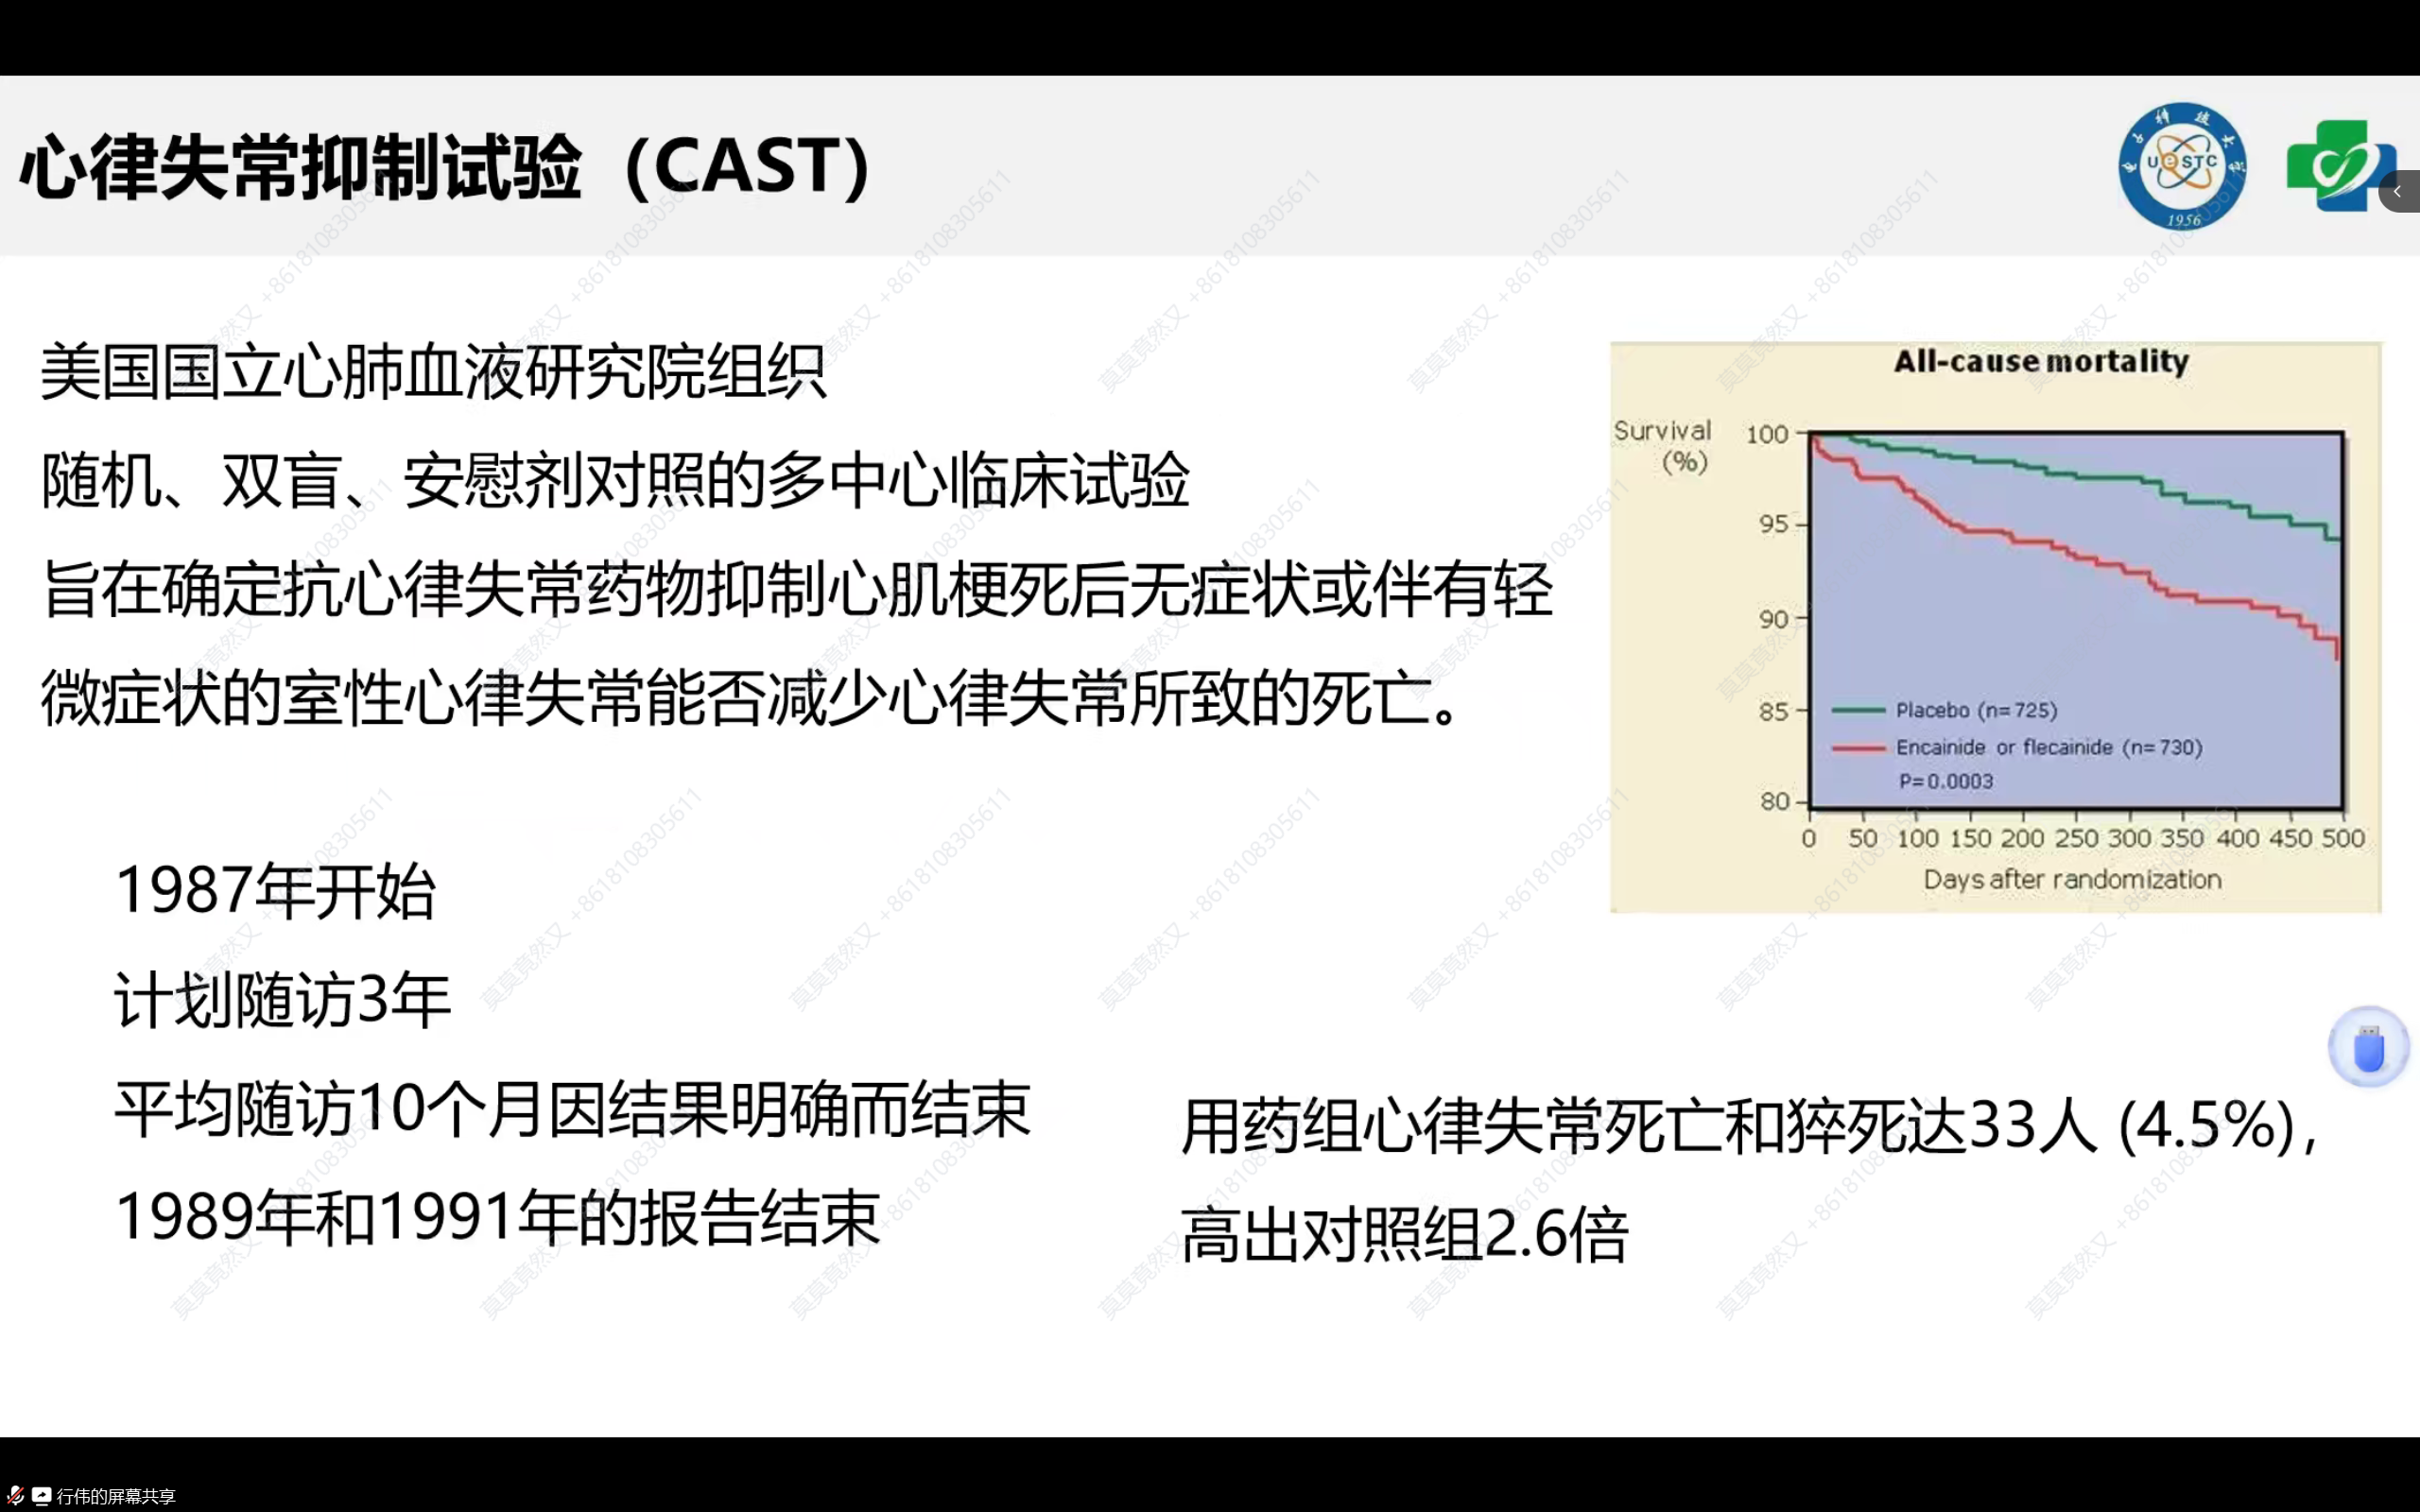 心律失常抑制试验（CAST）
UeSTC
1956
美国国立心肺血液研究院组织
随机、双盲、安慰剂对照的多中心临床试验
旨在确定抗心律失常药物抑制心肌梗死后无症状或伴有轻
微症状的室性心律失常能否减少心律失常所致的死亡。
All-cause mortality
Survival
(%)
100
95
90
85
80
Placebo (n=725)
Encainide or flecainide (n=730)
P=0.0003
0 50 100 150 200 250 300 350 400 450 500
Days after randomization
1987年开始
计划随访3年
平均随访10个月因结果明确而结束
1989年和1991年的报告结束
用药组心律失常死亡和猝死达33人 (4.5%)，
高出对照组2.6倍
莫莫竟然又 +8618108305611
行伟的屏幕共享